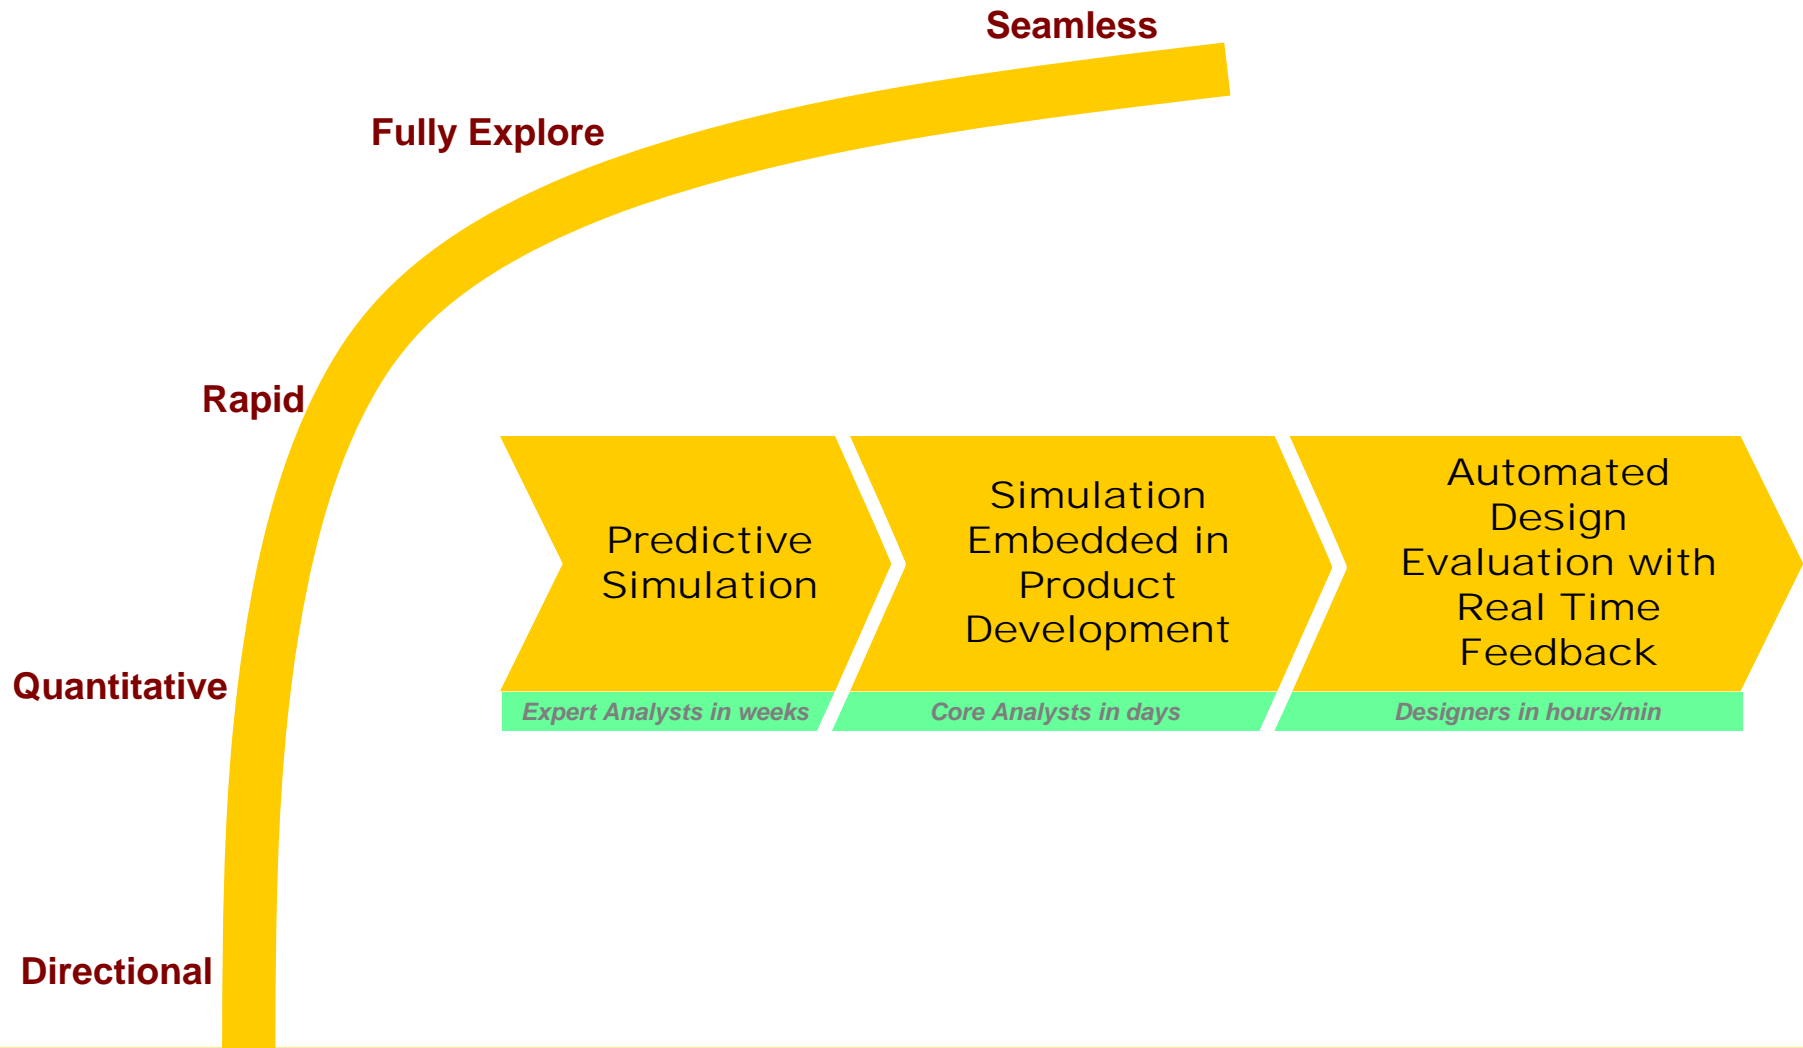 Seamless
Fully Explore
Rapid
Quantitative
Directional
Predictive
Simulation
Simulation
Embedded in
Product
Development
Automated
Design
Evaluation with
Real Time
Feedback
Expert Analysts in weeks
Core Analysts in days
Designers in hours/min